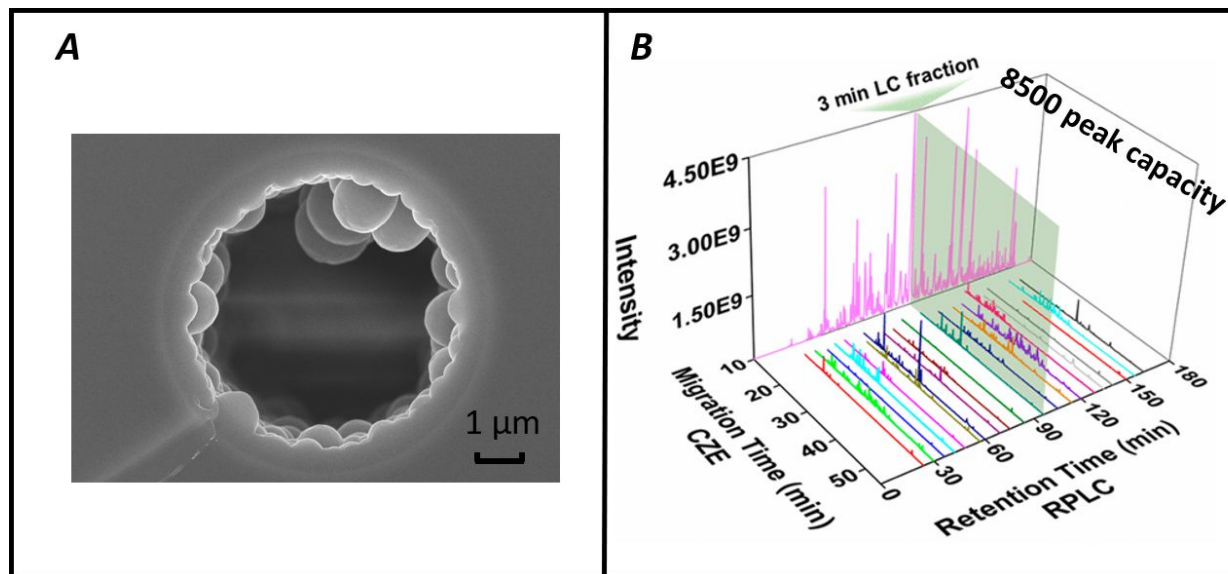 A
1 µm
B
3 min LC fraction
8500 peak capacity
4.50E9
3.00E9
1.50E9
Intensity
10
20
30
40
50
Migration Time (min)
CZE
0
30
60
90
120
150
180
Retention Time (min)
RPLC